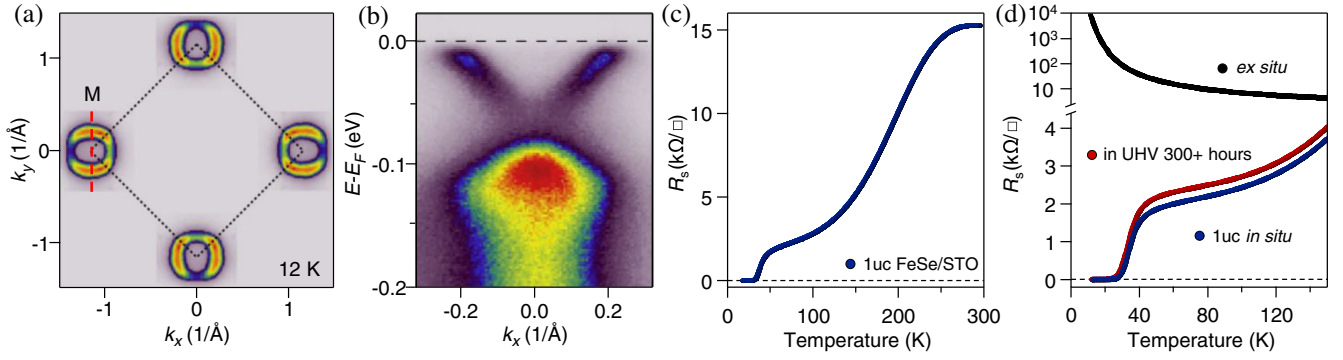 (a)
1
0
-1
k_y (1/Å)
M
12 K
-1
0
1
k_x (1/Å)
(b)
0.0
-0.1
-0.2
E-E_F (eV)
-0.2
0.0
0.2
k_x (1/Å)
(c)
15
10
5
0
R_s (kΩ/□)
1uc FeSe/STO
0
50
100
150
200
250
300
Temperature (K)
(d)
10^4
10^3
10^2
10
4
3
2
1
0
R_s (kΩ/□)
ex situ
in UHV 300+ hours
1uc in situ
0
40
80
120
Temperature (K)